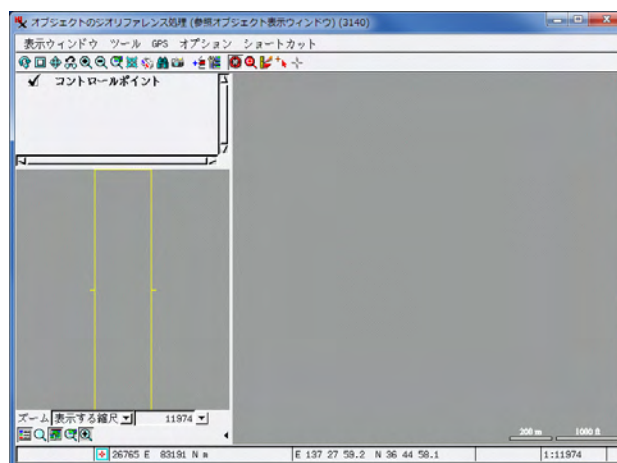 オブジェクトのジオリファレンス処理 (参照オブジェクト表示ウィンドウ) (3140)
表示ウィンドウ ツール GPS オプション ショートカット
コントロールポイント
ズーム 表示する縮尺 11974
200 m 1000 ft
26765 E 83191 N m E 137 27 59.2 N 36 44 58.1 1:11974